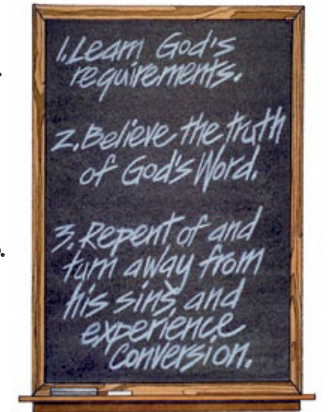 1. Learn God's
requirements.
2. Believe the truth
of God's Word.
3. Repent of and
turn away from
his sins, and
experience
conversion.